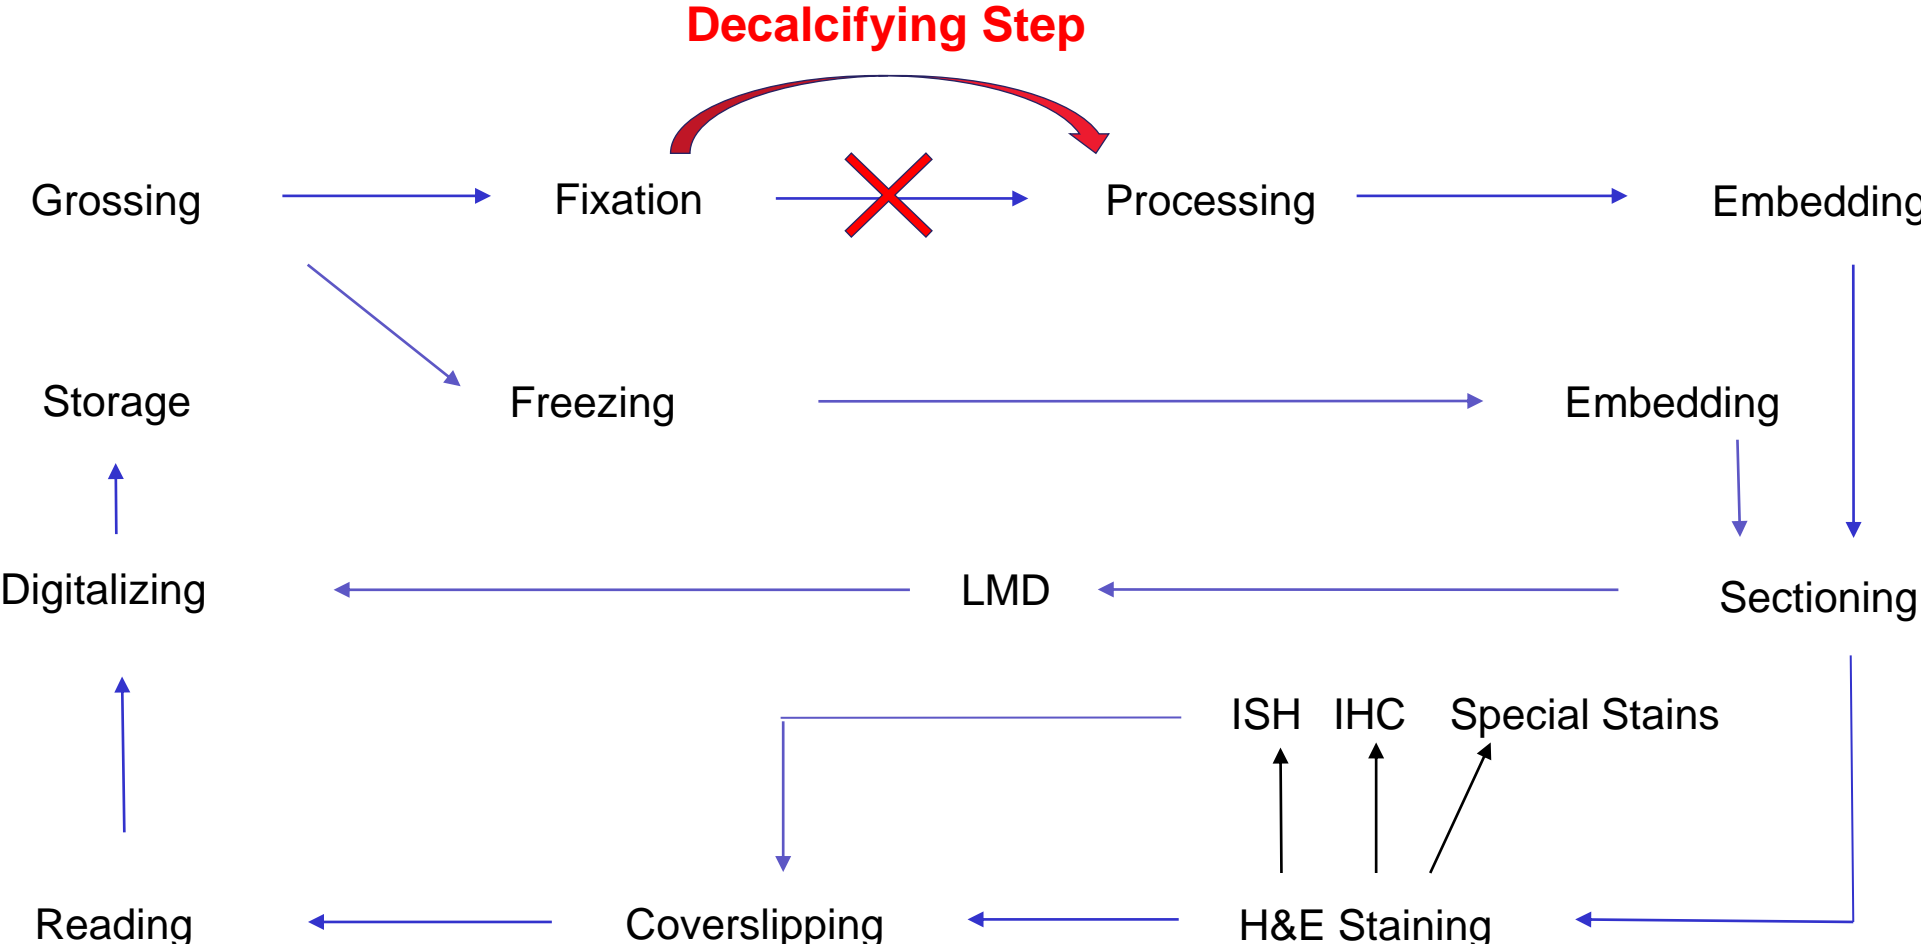 Decalcifying Step
Grossing Fixation Processing Embedding
Storage Freezing Embedding
Digitalizing LMD Sectioning
ISH IHC Special Stains
Reading Coverslipping H&E Staining